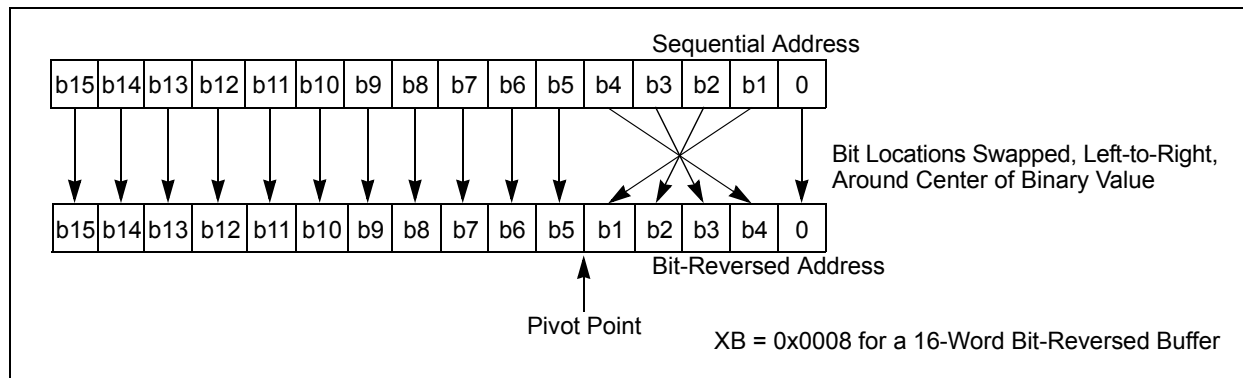 Sequential Address
b15 b14 b13 b12 b11 b10 b9 b8 b7 b6 b5 b4 b3 b2 b1 0
Bit Locations Swapped, Left-to-Right,
Around Center of Binary Value
b15 b14 b13 b12 b11 b10 b9 b8 b7 b6 b5 b1 b2 b3 b4 0
Bit-Reversed Address
Pivot Point
XB = 0x0008 for a 16-Word Bit-Reversed Buffer